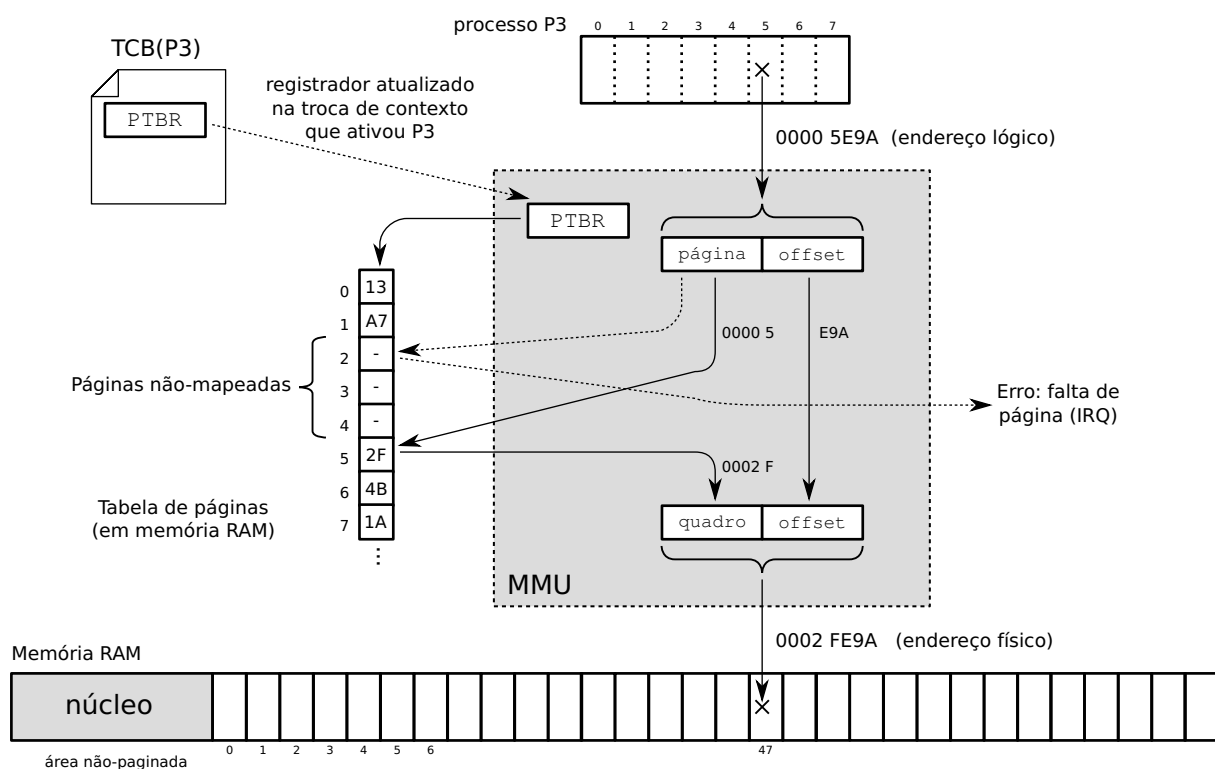 processo P3
0 1 2 3 4 5 6 7
TCB(P3)
PTBR
registrador atualizado
na troca de contexto
que ativou P3
0000 5E9A (endereço lógico)
PTBR
página offset
0 13
1 A7
2 -
3 -
4 -
5 2F
6 4B
7 1A
⋮
Páginas não-mapeadas
0000 5
E9A
Erro: falta de
página (IRQ)
0002 F
Tabela de páginas
(em memória RAM)
quadro offset
MMU
0002 FE9A (endereço físico)
Memória RAM
núcleo
0 1 2 3 4 5 6 47
área não-paginada